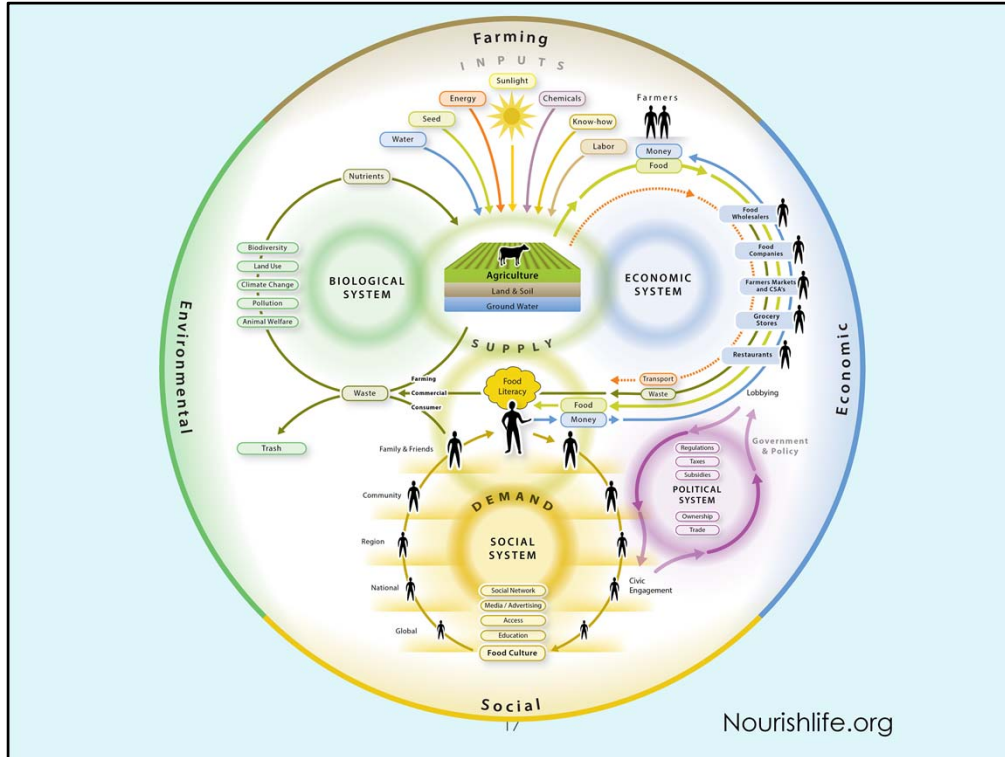 Farming
INPUTS
Sunlight
Energy
Chemicals
Seed
Know-how
Water
Labor
Farmers
Money
Food
Nutrients
Food
Wholesalers
Food
Companies
Farmers Markets
and CSA's
Grocery
Stores
Restaurants
Biodiversity
Land Use
Climate Change
Pollution
Animal Welfare
BIOLOGICAL
SYSTEM
Agriculture
Land & Soil
Ground Water
ECONOMIC
SYSTEM
Environmental
Economic
SUPPLY
Waste
Farming
Commercial
Consumer
Food
Literacy
Transport
Waste
Food
Money
Lobbying
Government
& Policy
Trash
Family & Friends
Community
Region
National
Global
DEMAND
SOCIAL
SYSTEM
Social Network
Media / Advertising
Access
Education
Food Culture
Regulations
Taxes
Subsidies
POLITICAL
SYSTEM
Ownership
Trade
Civic
Engagement
Social
17
Nourishlife.org